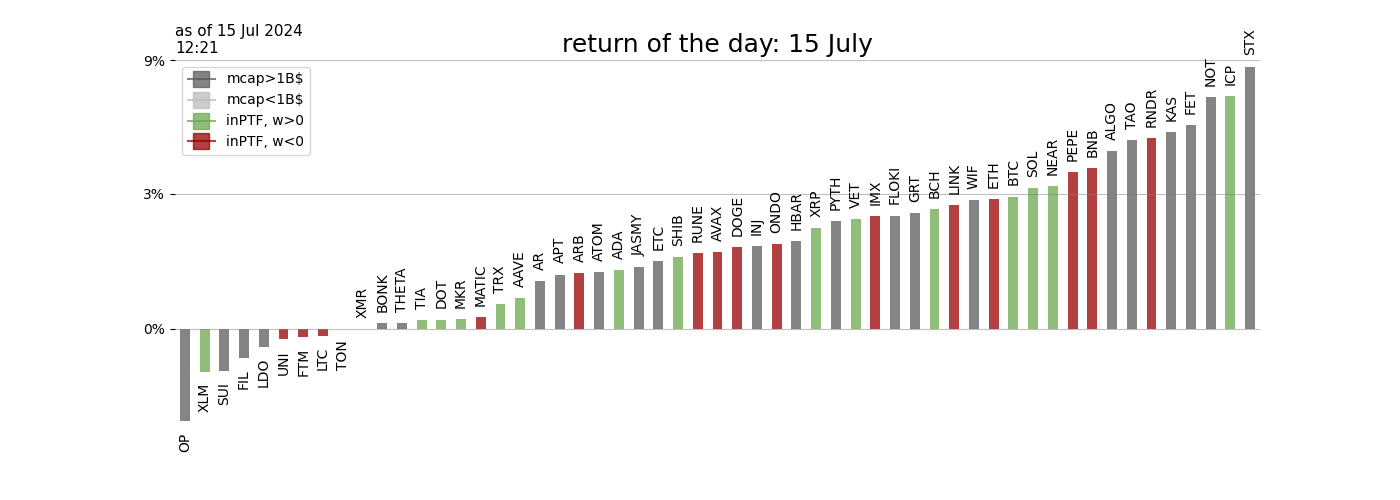 as of 15 Jul 2024
12:21
return of the day: 15 July
9%
3%
0%
mcap>1B$
mcap<1B$
inPTF, w>0
inPTF, w<0
OP
XLM
SUI
FIL
LDO
UNI
FTM
LTC
TON
XMR
BONK
THETA
TIA
DOT
MKR
MATIC
TRX
AAVE
AR
APT
ARB
ATOM
ADA
JASMY
ETC
SHIB
RUNE
AVAX
DOGE
INJ
ONDO
HBAR
XRP
PYTH
VET
IMX
FLOKI
GRT
BCH
LINK
WIF
ETH
BTC
SOL
NEAR
PEPE
BNB
ALGO
TAO
RNDR
KAS
FET
NOT
ICP
STX